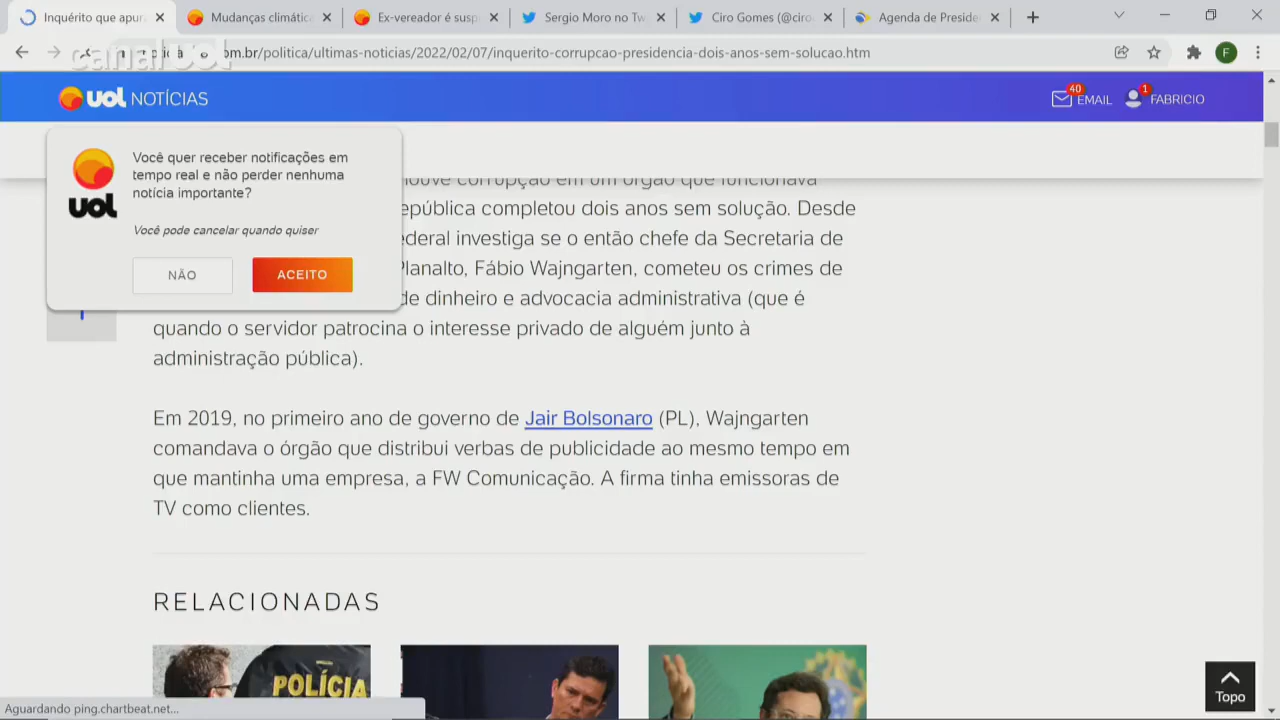 Inquérito que apur
Mudanças climátic
Ex-vereador é susp
Sergio Moro no Tw
Ciro Gomes (@ciro
Agenda de Preside
canal uol
om.br/politica/ultimas-noticias/2022/02/07/inquerito-corrupcao-presidencia-dois-anos-sem-solucao.htm
F
uol NOTÍCIAS
40
EMAIL
1
FABRICIO
Você quer receber notificações em
tempo real e não perder nenhuma
notícia importante?
uol
Você pode cancelar quando quiser
NÃO
ACEITO
houve corrupção em um órgão que funcionava
epública completou dois anos sem solução. Desde
ederal investiga se o então chefe da Secretaria de
Planalto, Fábio Wajngarten, cometeu os crimes de
de dinheiro e advocacia administrativa (que é
quando o servidor patrocina o interesse privado de alguém junto à
administração pública).
Em 2019, no primeiro ano de governo de Jair Bolsonaro (PL), Wajngarten
comandava o órgão que distribui verbas de publicidade ao mesmo tempo em
que mantinha uma empresa, a FW Comunicação. A firma tinha emissoras de
TV como clientes.
RELACIONADAS
POLÍCIA
Topo
Aguardando ping.chartbeat.net...